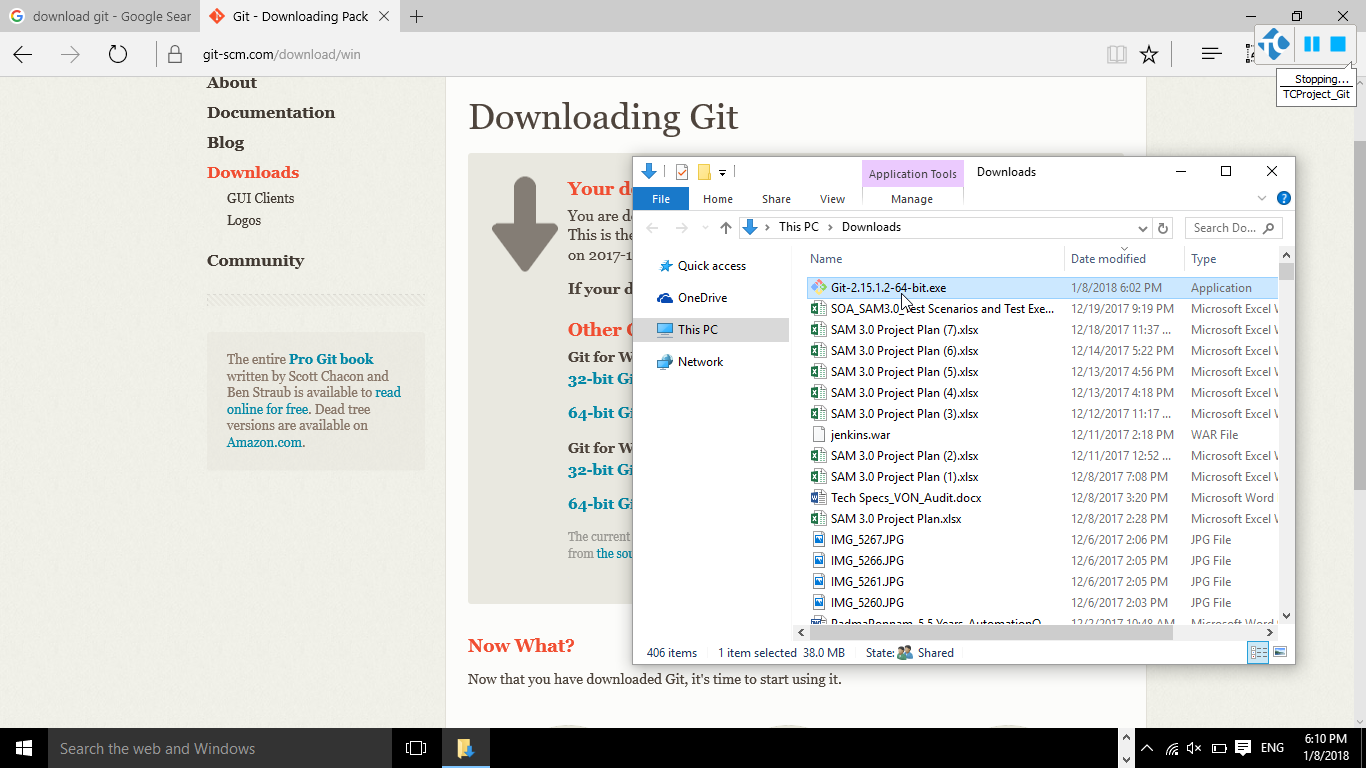 download git - Google Sear
Git - Downloading Pack
git-scm.com/download/win
Stopping...
TCProject_Git
About
Documentation
Blog
Downloads
GUI Clients
Logos
Community
The entire Pro Git book
written by Scott Chacon and
Ben Straub is available to read
online for free. Dead tree
versions are available on
Amazon.com.
Downloading Git
Your d
You are d
This is the
on 2017-1
If your d
Other
Git for W
32-bit Gi
64-bit Gi
Git for W
32-bit Gi
64-bit Gi
The current
from the sou
Now What?
Now that you have downloaded Git, it's time to start using it.
Application Tools
Downloads
File
Home
Share
View
Manage
This PC
Downloads
Search Do...
Quick access
OneDrive
This PC
Network
Name Date modified Type
Git-2.15.1.2-64-bit.exe 1/8/2018 6:02 PM Application
SOA_SAM3.0_Test Scenarios and Test Exe... 12/19/2017 9:19 PM Microsoft Excel W
SAM 3.0 Project Plan (7).xlsx 12/18/2017 11:37 ... Microsoft Excel W
SAM 3.0 Project Plan (6).xlsx 12/14/2017 5:22 PM Microsoft Excel W
SAM 3.0 Project Plan (5).xlsx 12/13/2017 4:56 PM Microsoft Excel W
SAM 3.0 Project Plan (4).xlsx 12/13/2017 4:18 PM Microsoft Excel W
SAM 3.0 Project Plan (3).xlsx 12/12/2017 11:17 ... Microsoft Excel W
jenkins.war 12/11/2017 2:18 PM WAR File
SAM 3.0 Project Plan (2).xlsx 12/11/2017 12:52 ... Microsoft Excel W
SAM 3.0 Project Plan (1).xlsx 12/8/2017 7:08 PM Microsoft Excel W
Tech Specs_VON_Audit.docx 12/8/2017 3:20 PM Microsoft Word
SAM 3.0 Project Plan.xlsx 12/8/2017 2:28 PM Microsoft Excel W
IMG_5267.JPG 12/6/2017 2:06 PM JPG File
IMG_5266.JPG 12/6/2017 2:05 PM JPG File
IMG_5261.JPG 12/6/2017 2:05 PM JPG File
IMG_5260.JPG 12/6/2017 2:03 PM JPG File
406 items
1 item selected 38.0 MB
State: Shared
Search the web and Windows
ENG
6:10 PM
1/8/2018